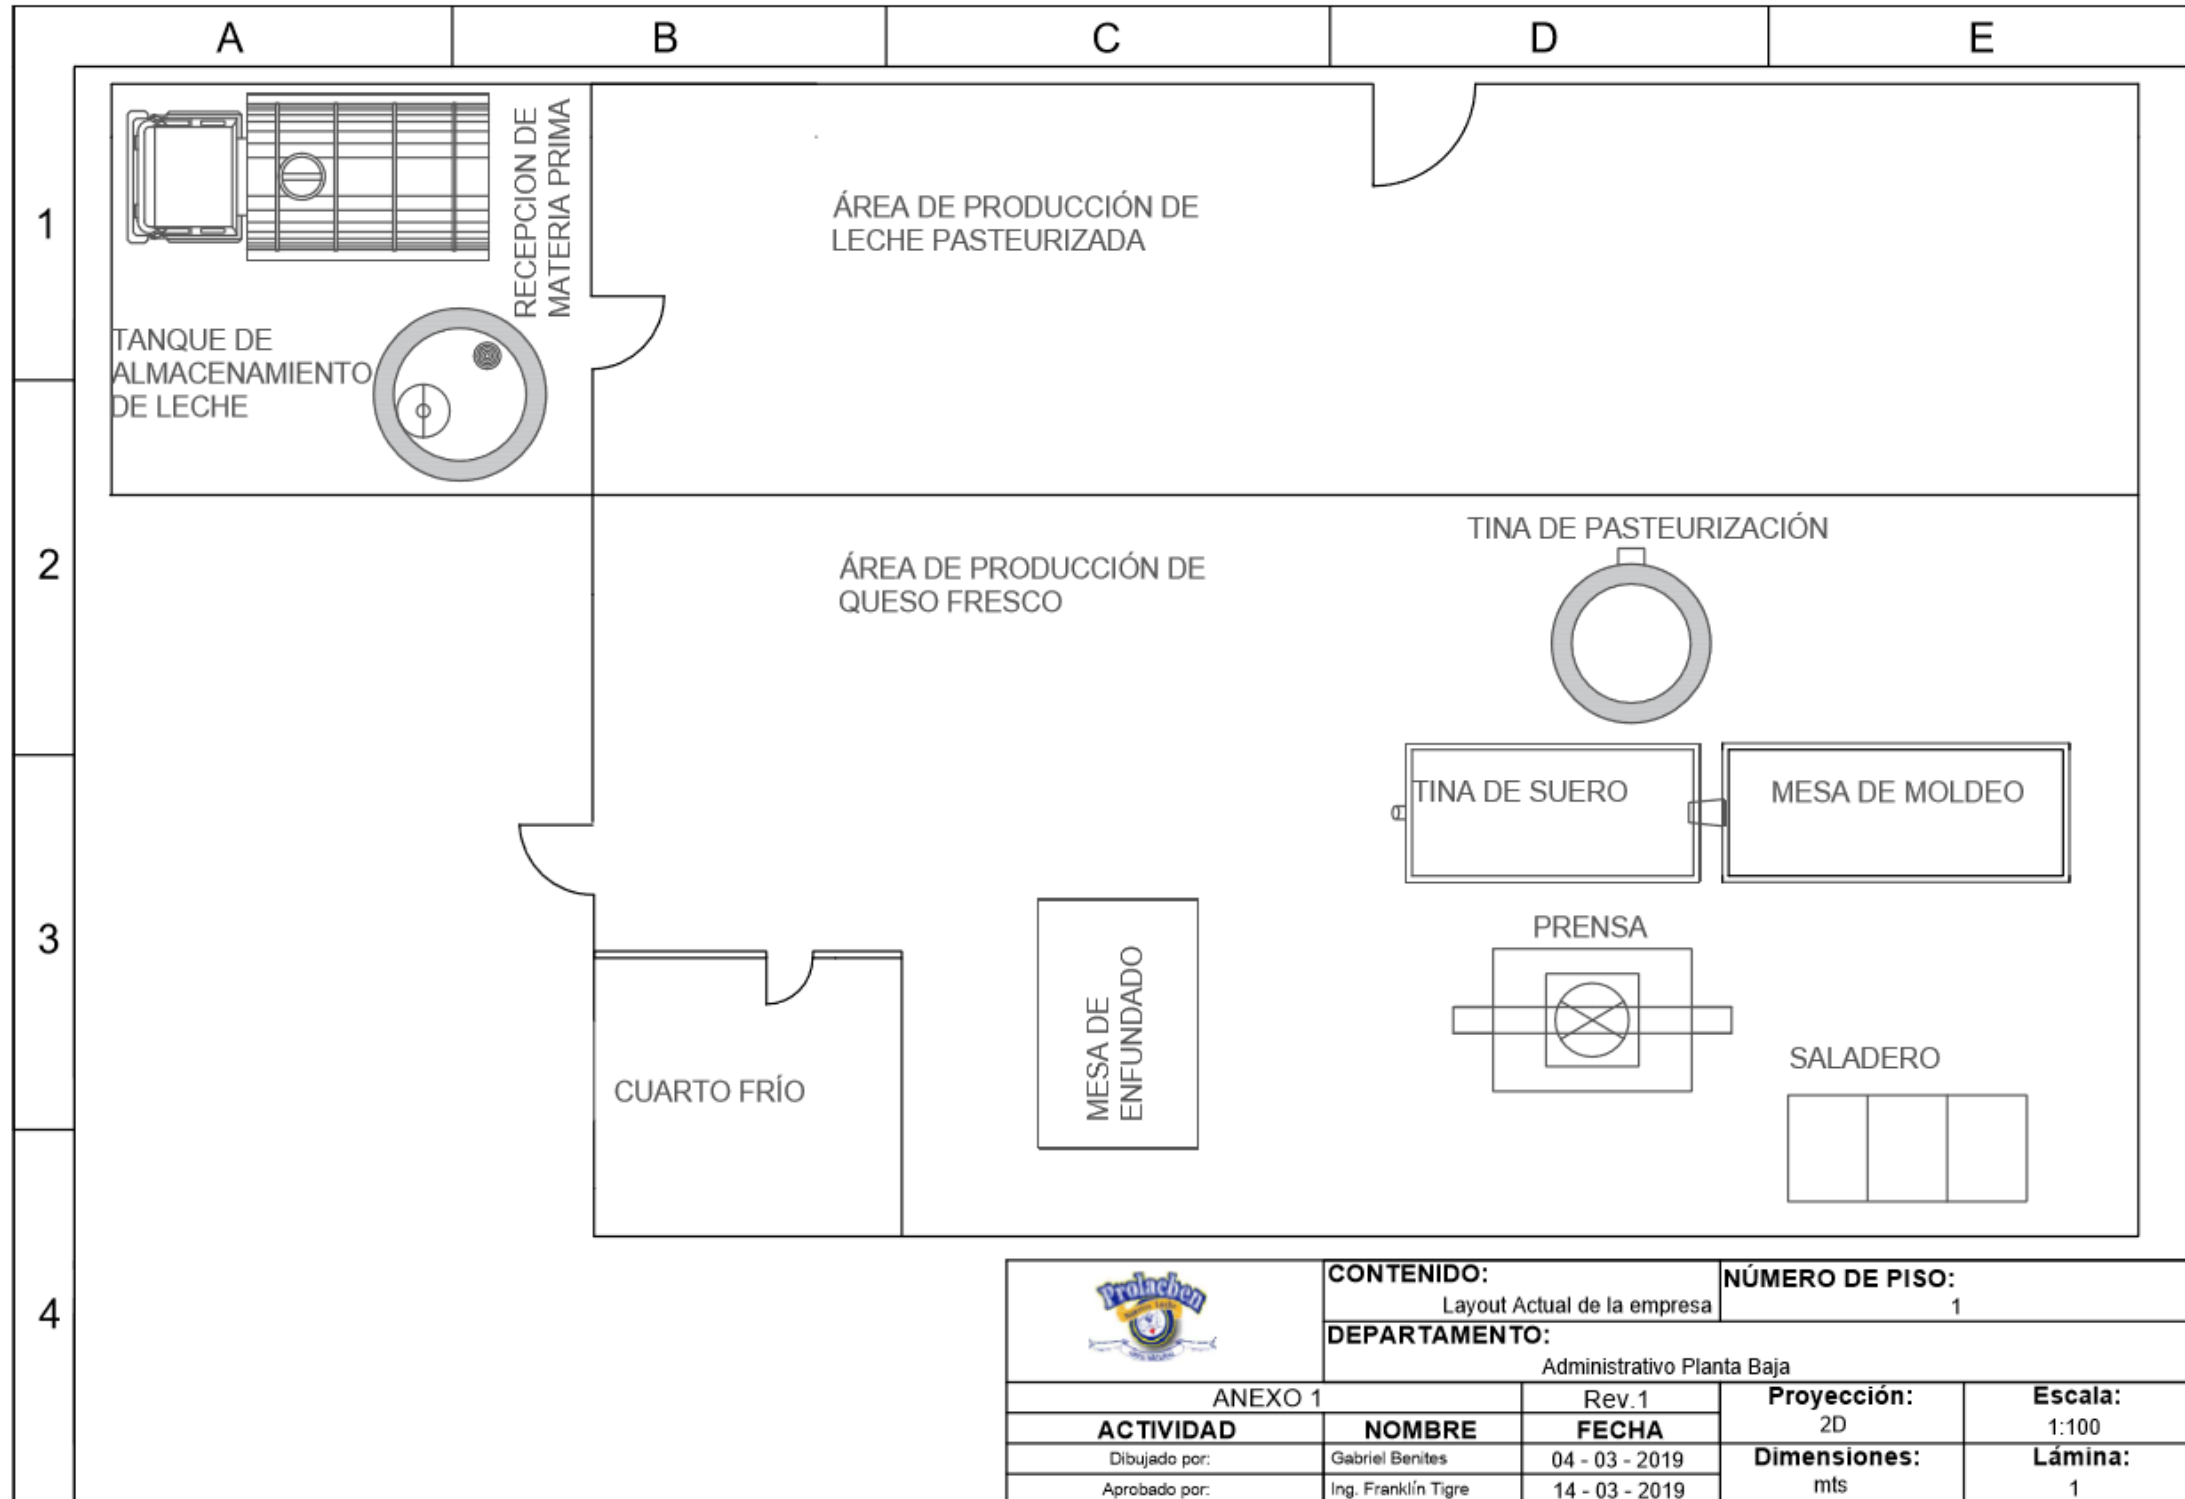 A B C D E
1
RECEPCION DE
MATERIA PRIMA
ÁREA DE PRODUCCIÓN DE
LECHE PASTEURIZADA
TANQUE DE
ALMACENAMIENTO
DE LECHE
2
TINA DE PASTEURIZACIÓN
ÁREA DE PRODUCCIÓN DE
QUESO FRESCO
TINA DE SUERO
MESA DE MOLDEO
3
PRENSA
MESA DE
ENFUNDADO
SALADERO
CUARTO FRÍO
4
Prolachen
CONTENIDO:
Layout Actual de la empresa
NÚMERO DE PISO:
1
DEPARTAMENTO:
Administrativo Planta Baja
ANEXO 1
Rev.1
Proyección:
2D
Escala:
1:100
ACTIVIDAD NOMBRE FECHA
Dibujado por: Gabriel Benites 04 - 03 - 2019
Dimensiones:
mts
Lámina:
1
Aprobado por: Ing. Franklín Tigre 14 - 03 - 2019